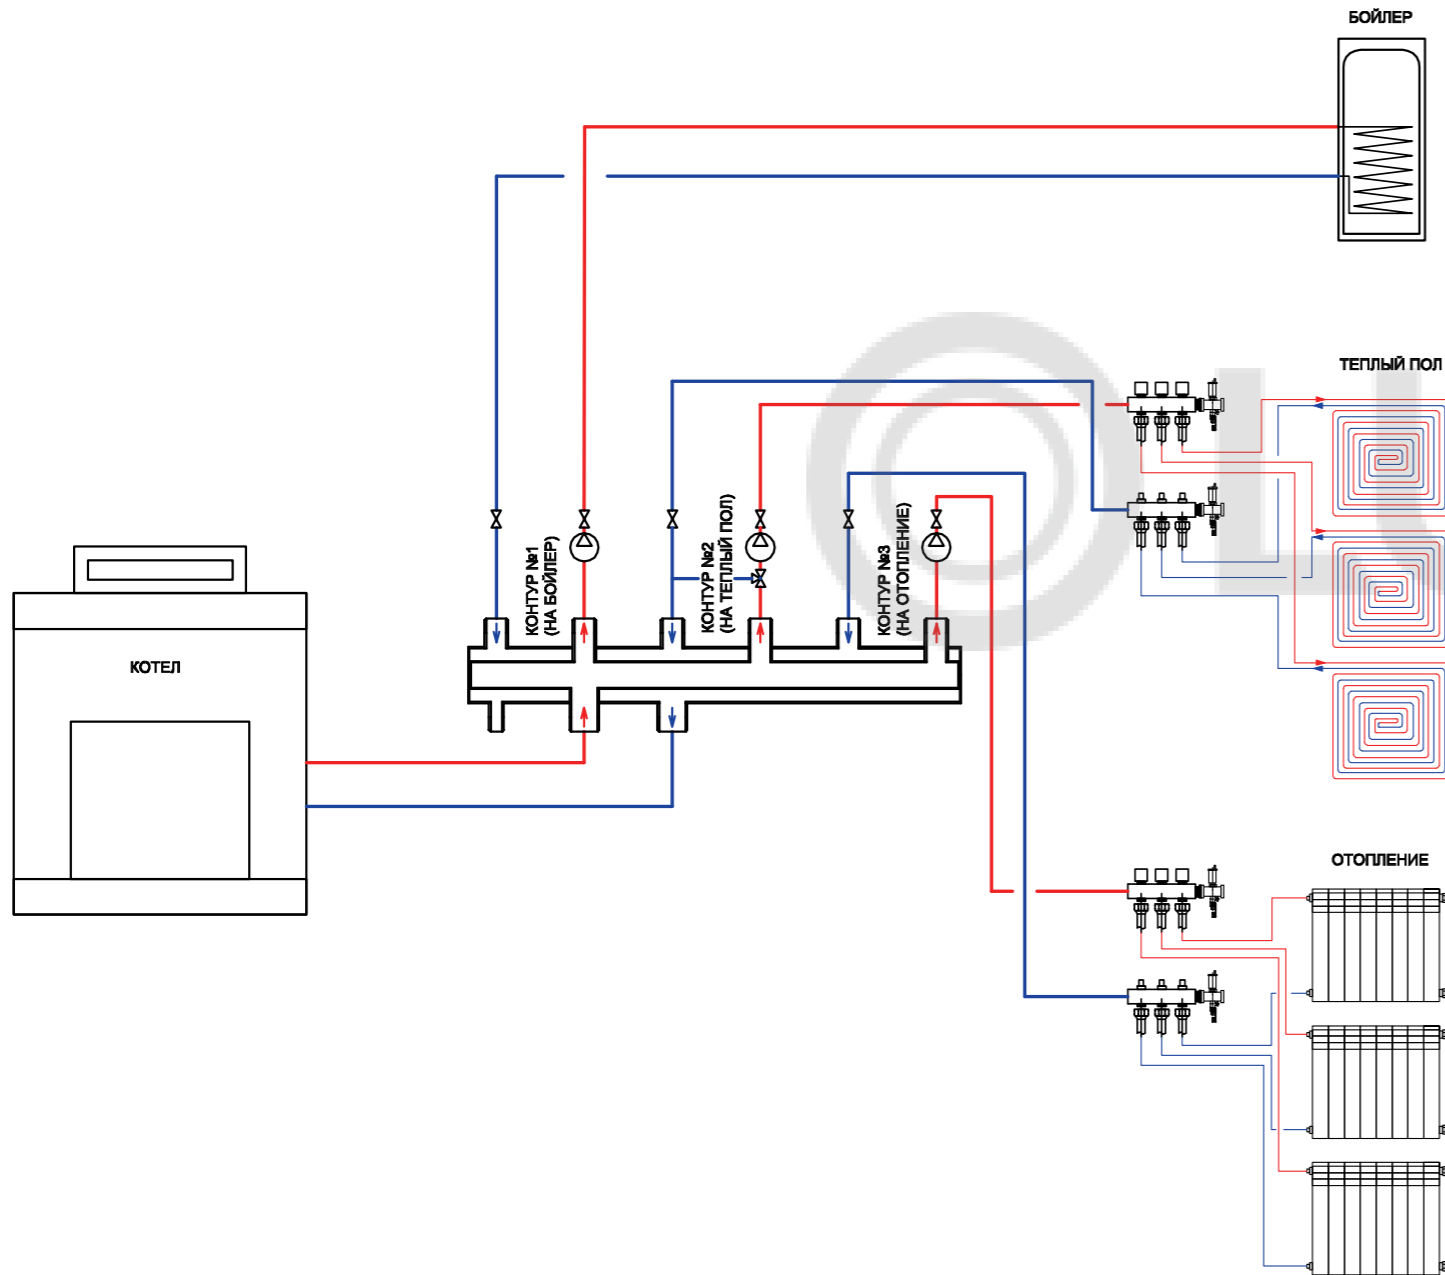 БОЙЛЕР
ТЕПЛЫЙ ПОЛ
КОНТУР №1
(НА БОЙЛЕР)
КОНТУР №2
(НА ТЕПЛЫЙ ПОЛ)
КОНТУР №3
(НА ОТОПЛЕНИЕ)
КОТЕЛ
ОТОПЛЕНИЕ